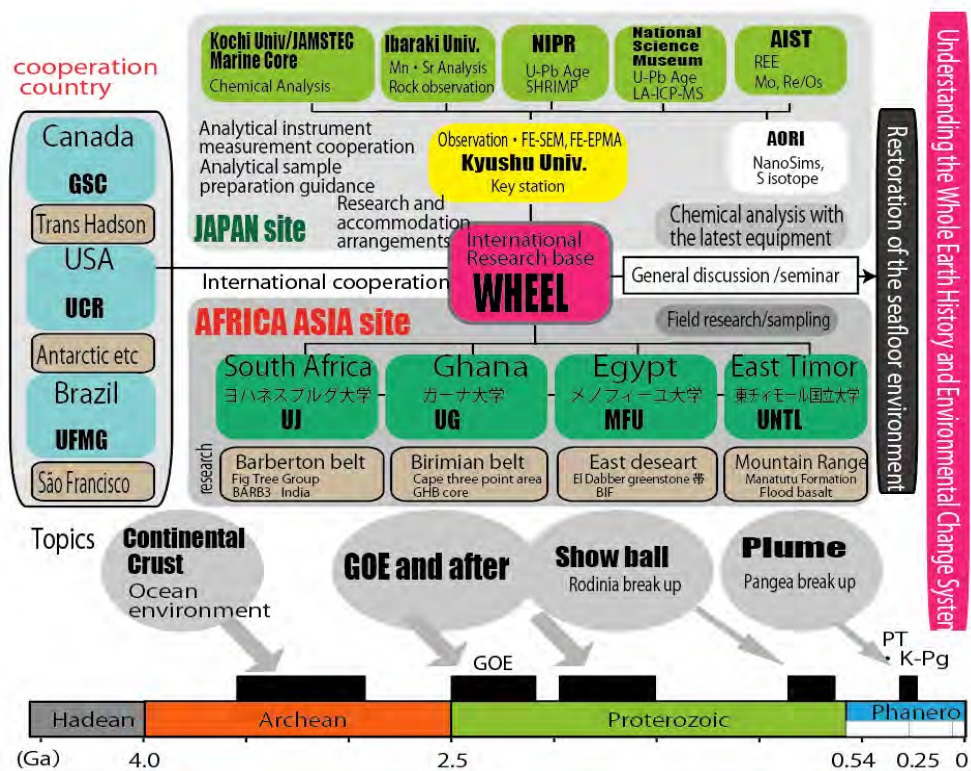 cooperation
country
Canada
GSC
Trans Hadson
USA
UCR
Antarctic etc
Brazil
UFMG
São Francisco
Kochi Univ/JAMSTEC
Marine Core
Chemical Analysis
Ibaraki Univ.
Mn・Sr Analysis
Rock observation
NIPR
U-Pb Age
SHRIMP
National
Science
Museum
U-Pb Age
LA-ICP-MS
AIST
REE
Mo, Re/Os
Analytical instrument
measurement cooperation
Analytical sample
preparation guidance
Observation・FE-SEM, FE-EPMA
Kyushu Univ.
Key station
AORI
NanoSims,
S isotope
Research and
accommodation
arrangements
JAPAN site
Chemical analysis with
the latest equipment
International
Research base
WHEEL
International cooperation
General discussion /seminar
AFRICA ASIA site
Field research/sampling
South Africa
ヨハネスブルグ大学
UJ
Ghana
ガーナ大学
UG
Egypt
メノフィーユ大学
MFU
East Timor
東ティモール国立大学
UNTL
research
Barberton belt
Fig Tree Group
BARB3 India
Birimian belt
Cape three point area
GHB core
East deseart
El Dabber greenstone 帯
BIF
Mountain Range
Manatutu Formation
Flood basalt
Restoration of the seafloor environment
Understanding the Whole Earth History and Environmental Change System
Topics
Continental
Crust
Ocean
environment
GOE and after
Show ball
Rodinia break up
Plume
Pangea break up
PT
・ K-Pg
GOE
Hadean
Archean
Proterozoic
Phanero
(Ga)
4.0
2.5
0.54
0.25
0